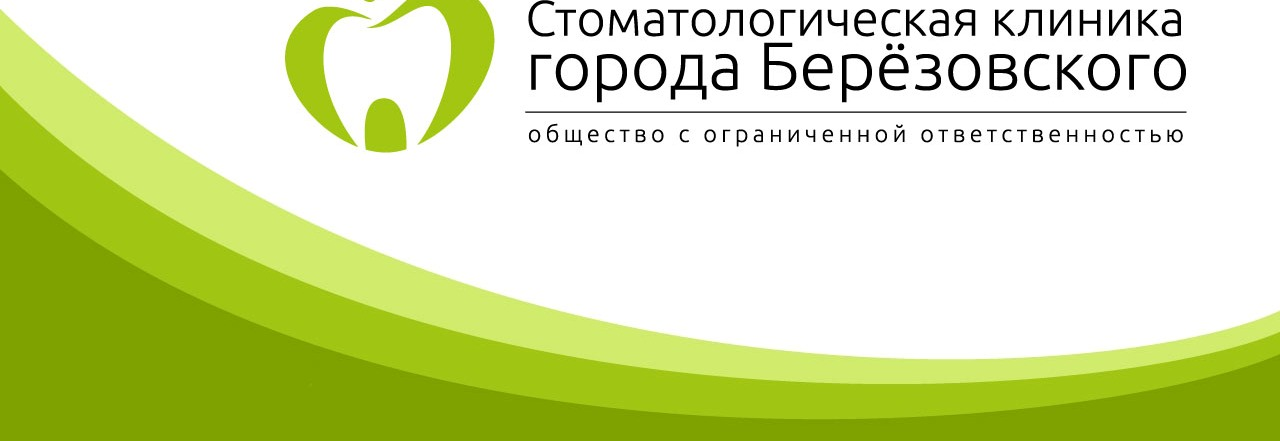 Стоматологическая клиника
города Берёзовского
общество с ограниченной ответственностью